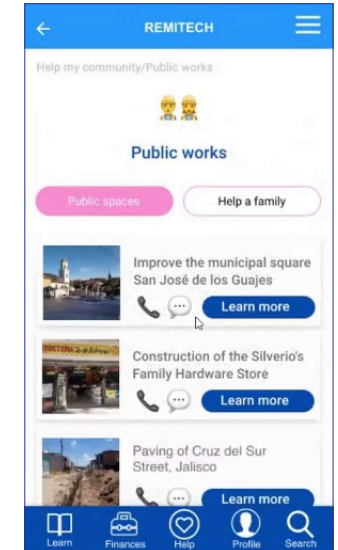 REMITECH
Help my community/Public works
Public works
Public spaces
Help a family
Improve the municipal square
San José de los Guajes
Learn more
Construction of the Silverio's
Family Hardware Store
Learn more
Paving of Cruz del Sur
Street, Jalisco
Learn more
Learn
Finances
Help
Profile
Search